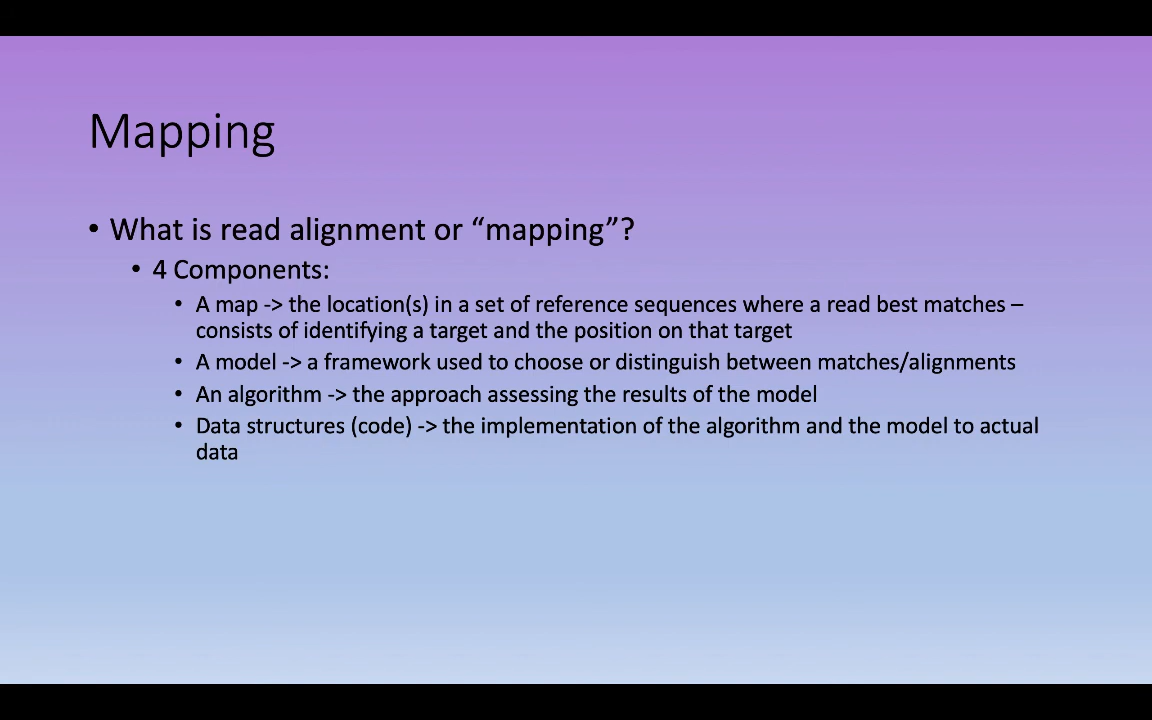 Mapping
• What is read alignment or “mapping”?
• 4 Components:
• A map -> the location(s) in a set of reference sequences where a read best matches –
consists of identifying a target and the position on that target
• A model -> a framework used to choose or distinguish between matches/alignments
• An algorithm -> the approach assessing the results of the model
• Data structures (code) -> the implementation of the algorithm and the model to actual
data